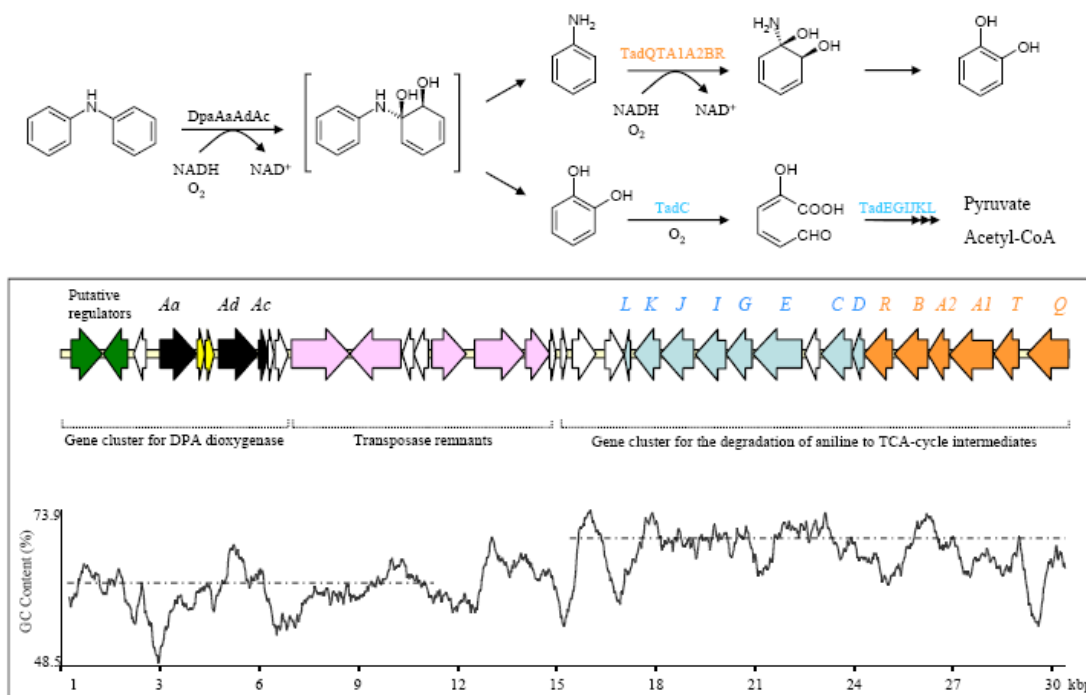 NH₂
TadQTA1A2BR
NADH
O₂
NAD⁺
H₂N
OH
OH
OH
OH
H
N
DpaAaAdAc
NADH
O₂
NAD⁺
H
N
OH
OH
OH
OH
TadC
O₂
OH
COOH
CHO
TadEGIJKL
Pyruvate
Acetyl-CoA
Putative
regulators
Aa Ad Ac L K J I G E C D R B A2 A1 T Q
Gene cluster for DPA dioxygenase Transposase remnants Gene cluster for the degradation of aniline to TCA-cycle intermediates
73.9
GC Content (%)
48.5
1 3 6 9 12 15 18 21 24 27 30 kbp